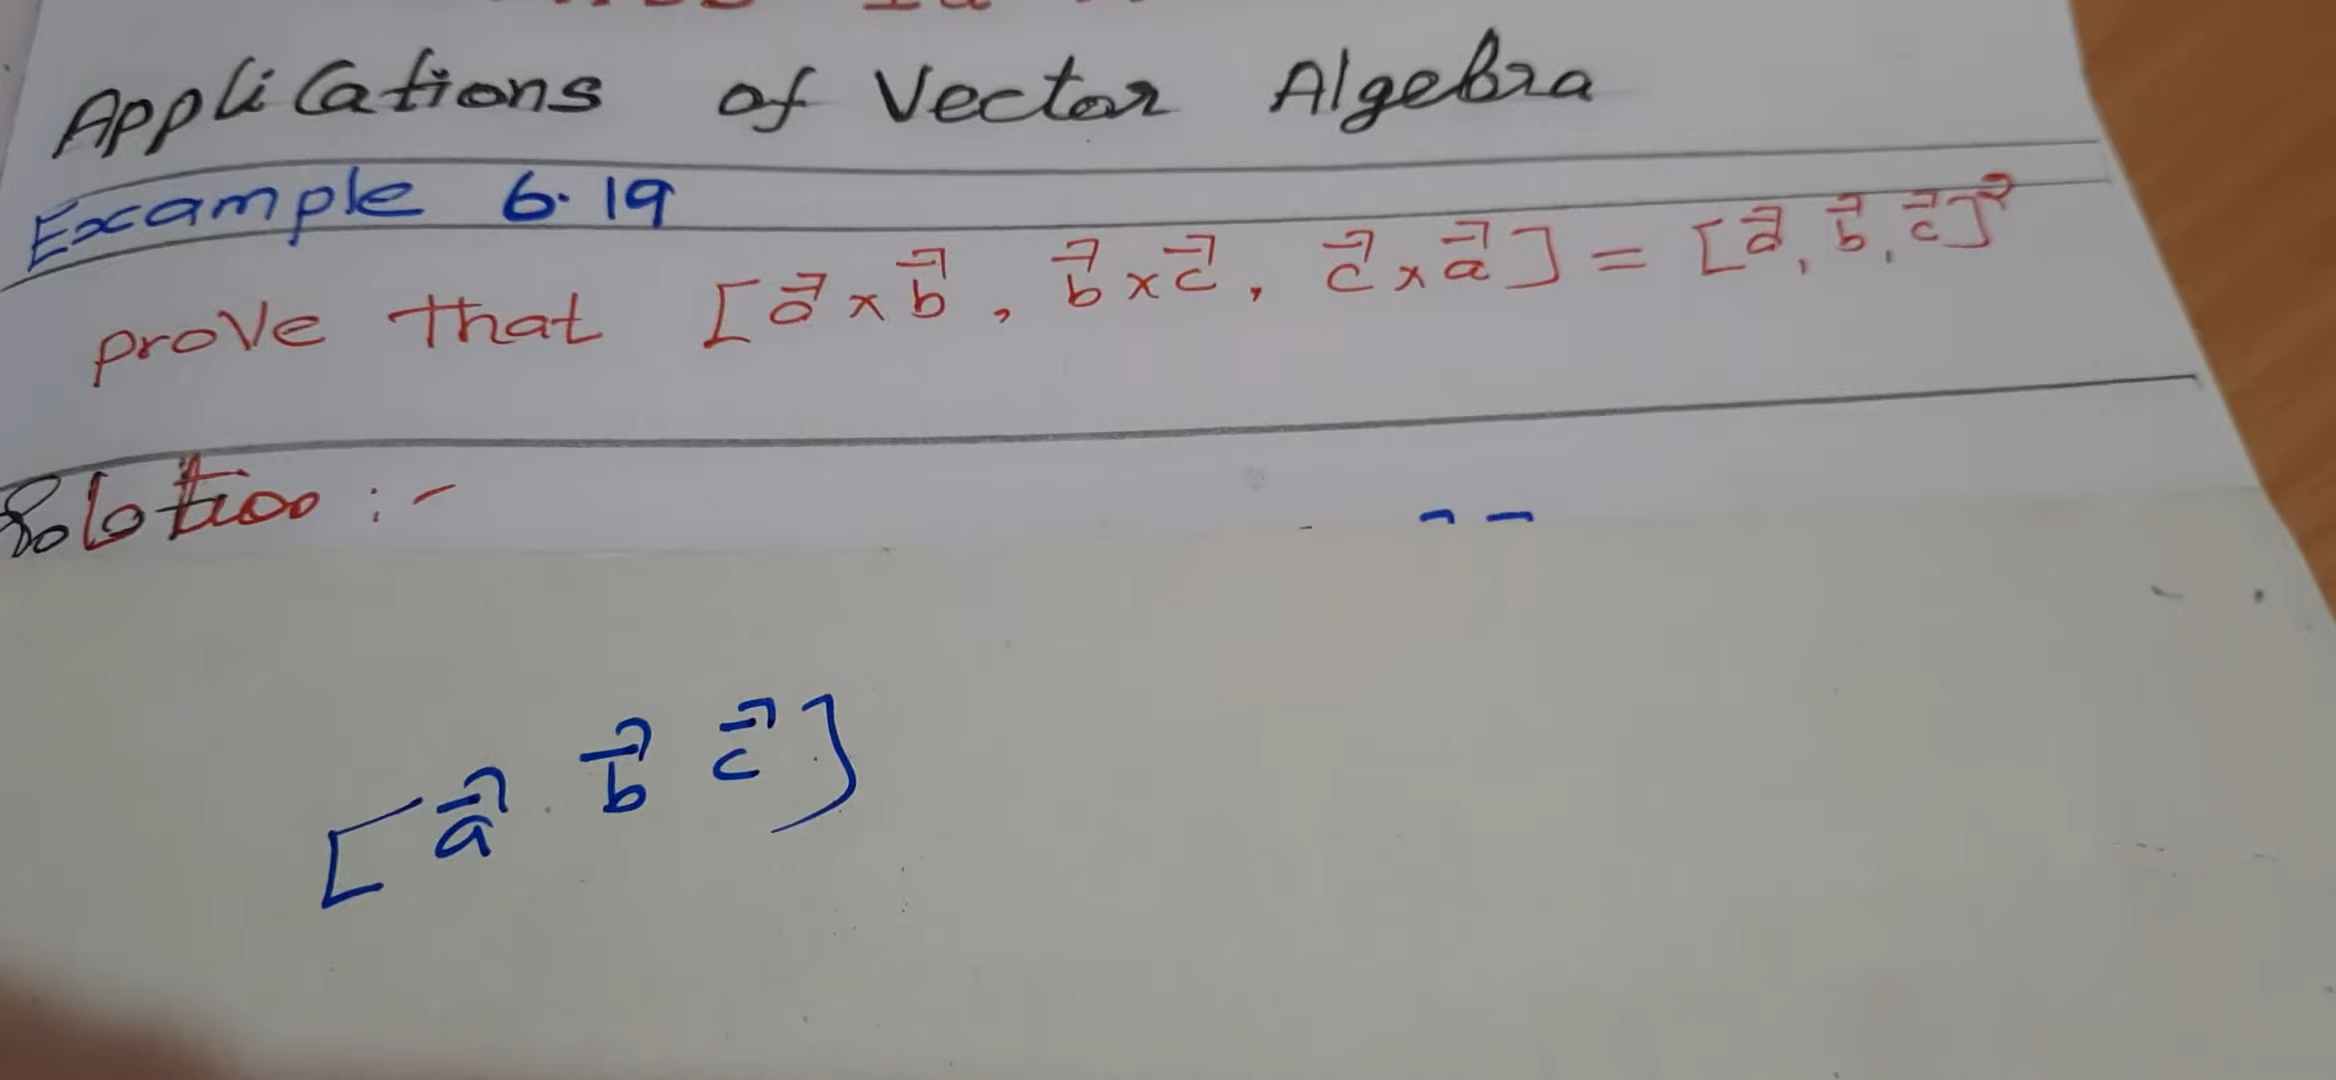 Applications of Vector Algebra
Example 6.19
prove that [a⃗ × b⃗, b⃗ × c⃗, c⃗ × a⃗] = [a⃗, b⃗, c⃗]²
Solution :-
[a⃗ b⃗ c⃗]